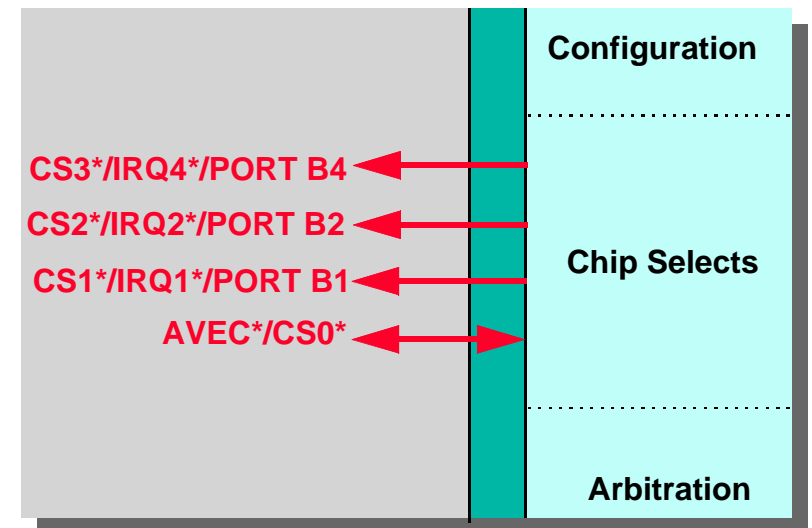 Configuration
CS3*/IRQ4*/PORT B4
CS2*/IRQ2*/PORT B2
CS1*/IRQ1*/PORT B1
AVEC*/CS0*
Chip Selects
Arbitration